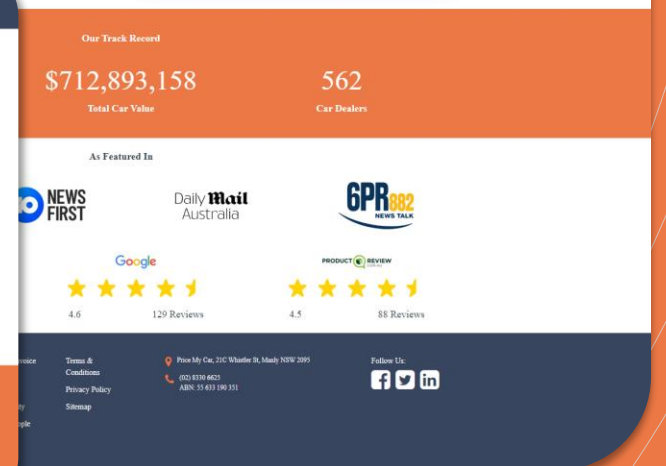 Our Track Record
$712,893,158
562
Total Car Value
Car Dealers
As Featured In
10 NEWS FIRST
Daily Mail
Australia
6PR 882
NEWS TALK
Google
PRODUCT REVIEW
4.6
129 Reviews
4.5
88 Reviews
Terms &
Conditions
Privacy Policy
Sitemap
Price My Car, 21C Whistler St, Manly NSW 2095
(02) 8330 6625
ABN: 55 633 190 351
Follow Us: